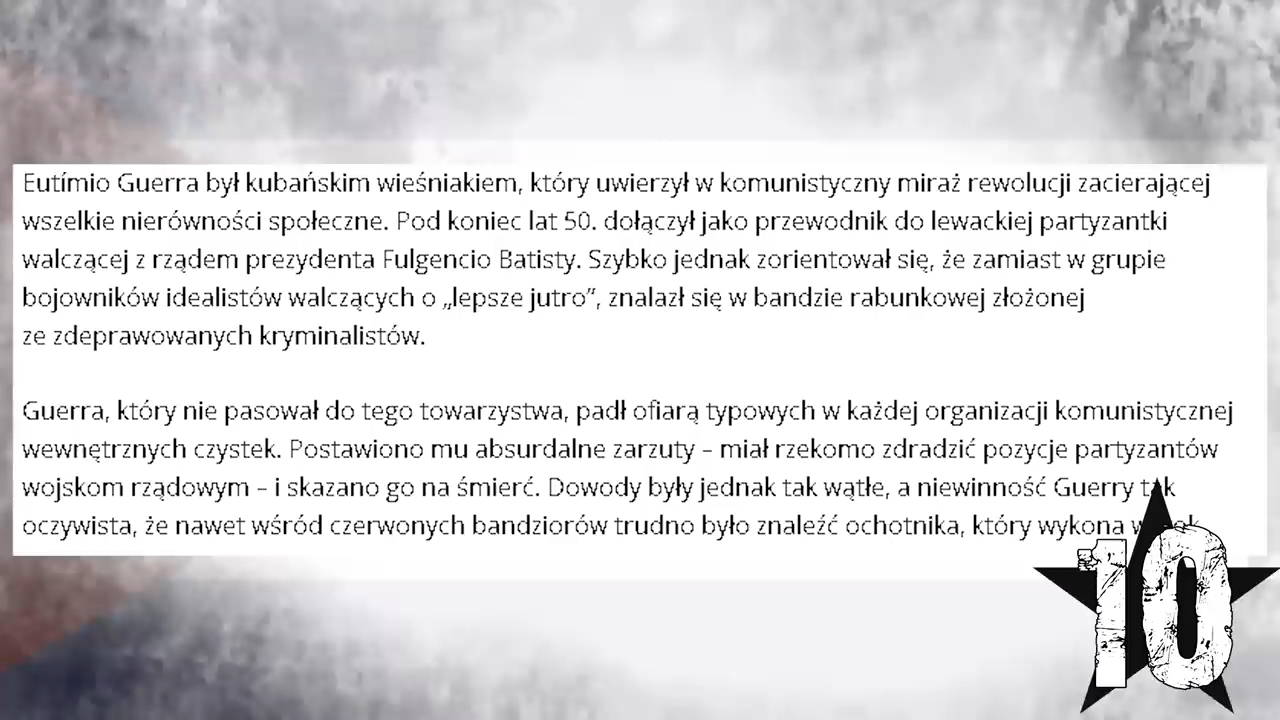 Eutímio Guerra był kubańskim wieśniakiem, który uwierzył w komunistyczny miraż rewolucji zacierającej
wszelkie nierówności społeczne. Pod koniec lat 50. dołączył jako przewodnik do lewackiej partyzantki
walczącej z rządem prezydenta Fulgencio Batisty. Szybko jednak zorientował się, że zamiast w grupie
bojowników idealistów walczących o „lepsze jutro”, znalazł się w bandzie rabunkowej złożonej
ze zdeprawowanych kryminalistów.
Guerra, który nie pasował do tego towarzystwa, padł ofiarą typowych w każdej organizacji komunistycznej
wewnętrznych czystek. Postawiono mu absurdalne zarzuty – miał rzekomo zdradzić pozycje partyzantów
wojskom rządowym – i skazano go na śmierć. Dowody były jednak tak wątłe, a niewinność Guerry tak
oczywista, że nawet wśród czerwonych bandziorów trudno było znaleźć ochotnika, który wykona
10